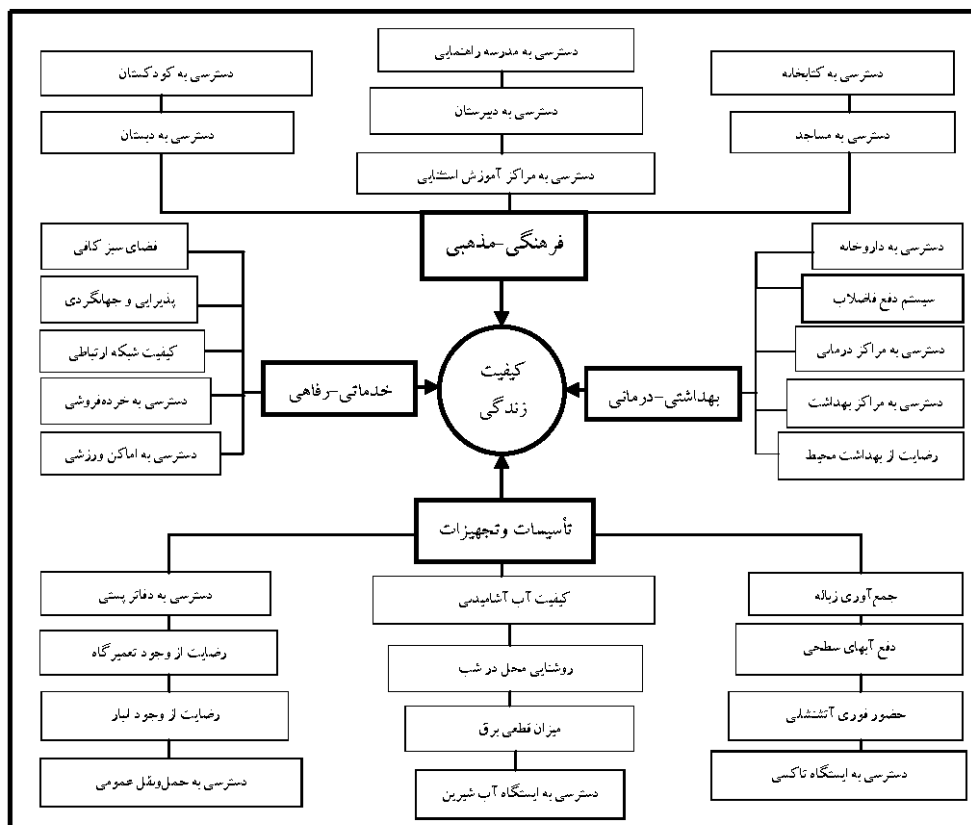 دسترسی به کتابخانه
دسترسی به مساجد
دسترسی به مدرسه راهنمایی
دسترسی به دبیرستان
دسترسی به مراکز آموزش استثنایی
دسترسی به کودکستان
دسترسی به دبستان
فرهنگی-مذهبی
دسترسی به داروخانه
سیستم دفع فاضلاب
دسترسی به مراکز درمانی
دسترسی به مراکز بهداشت
رضایت از بهداشت محیط
بهداشتی-درمانی
کیفیت
زندگی
خدماتی-رفاهی
فضای سبز کافی
پذیرایی و جهانگردی
کیفیت شبکه ارتباطی
دسترسی به خرده‌فروشی
دسترسی به اماکن ورزشی
تأسیسات وتجهیزات
جمع‌آوری زباله
دفع آبهای سطحی
حضور فوری آتشنشانی
دسترسی به ایستگاه تاکسی
کیفیت آب آشامیدنی
روشنایی محل در شب
میزان قطعی برق
دسترسی به ایستگاه آب شیرین
دسترسی به دفاتر پستی
رضایت از وجود تعمیرگاه
رضایت از وجود انبار
دسترسی به حمل‌ونقل عمومی